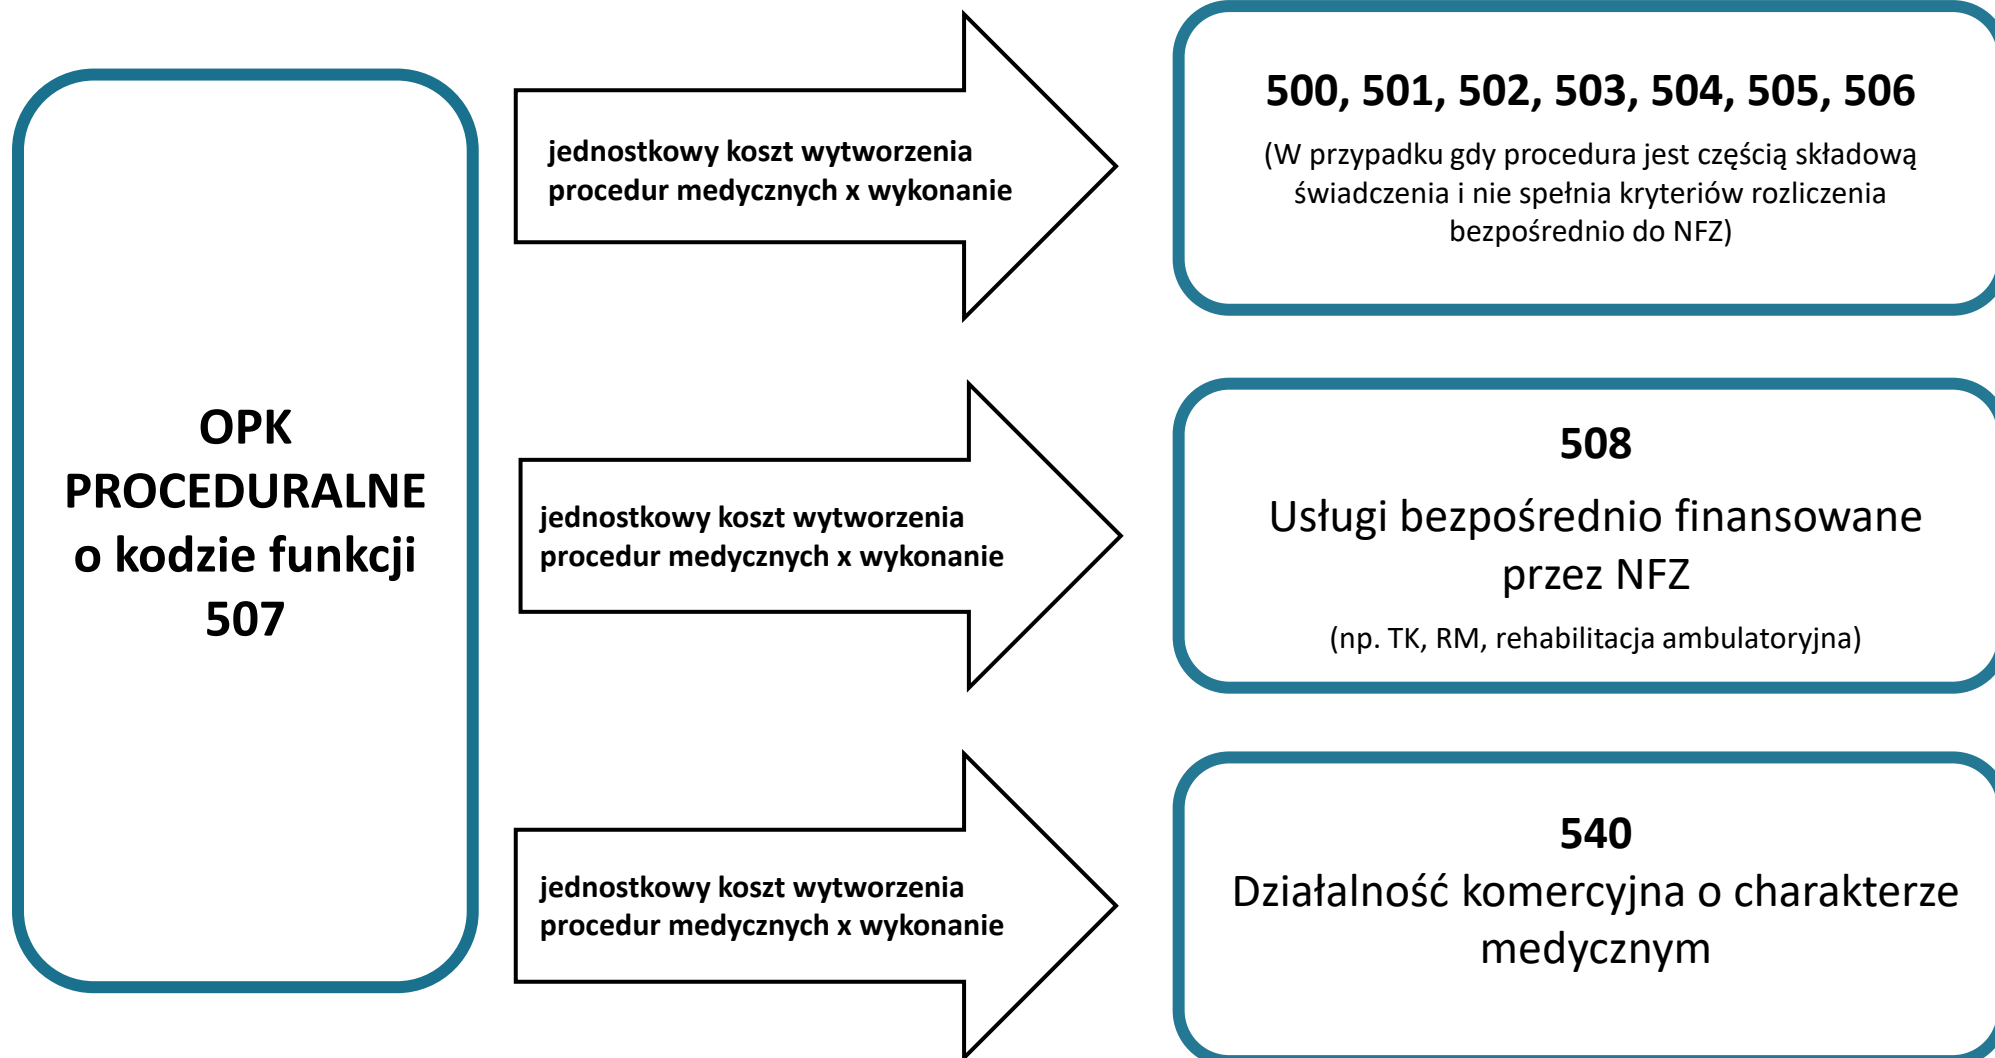 OPK
PROCEDURALNE
o kodzie funkcji
507
jednostkowy koszt wytworzenia
procedur medycznych x wykonanie
500, 501, 502, 503, 504, 505, 506
(W przypadku gdy procedura jest częścią składową
świadczenia i nie spełnia kryteriów rozliczenia
bezpośrednio do NFZ)
jednostkowy koszt wytworzenia
procedur medycznych x wykonanie
508
Usługi bezpośrednio finansowane
przez NFZ
(np. TK, RM, rehabilitacja ambulatoryjna)
jednostkowy koszt wytworzenia
procedur medycznych x wykonanie
540
Działalność komercyjna o charakterze
medycznym